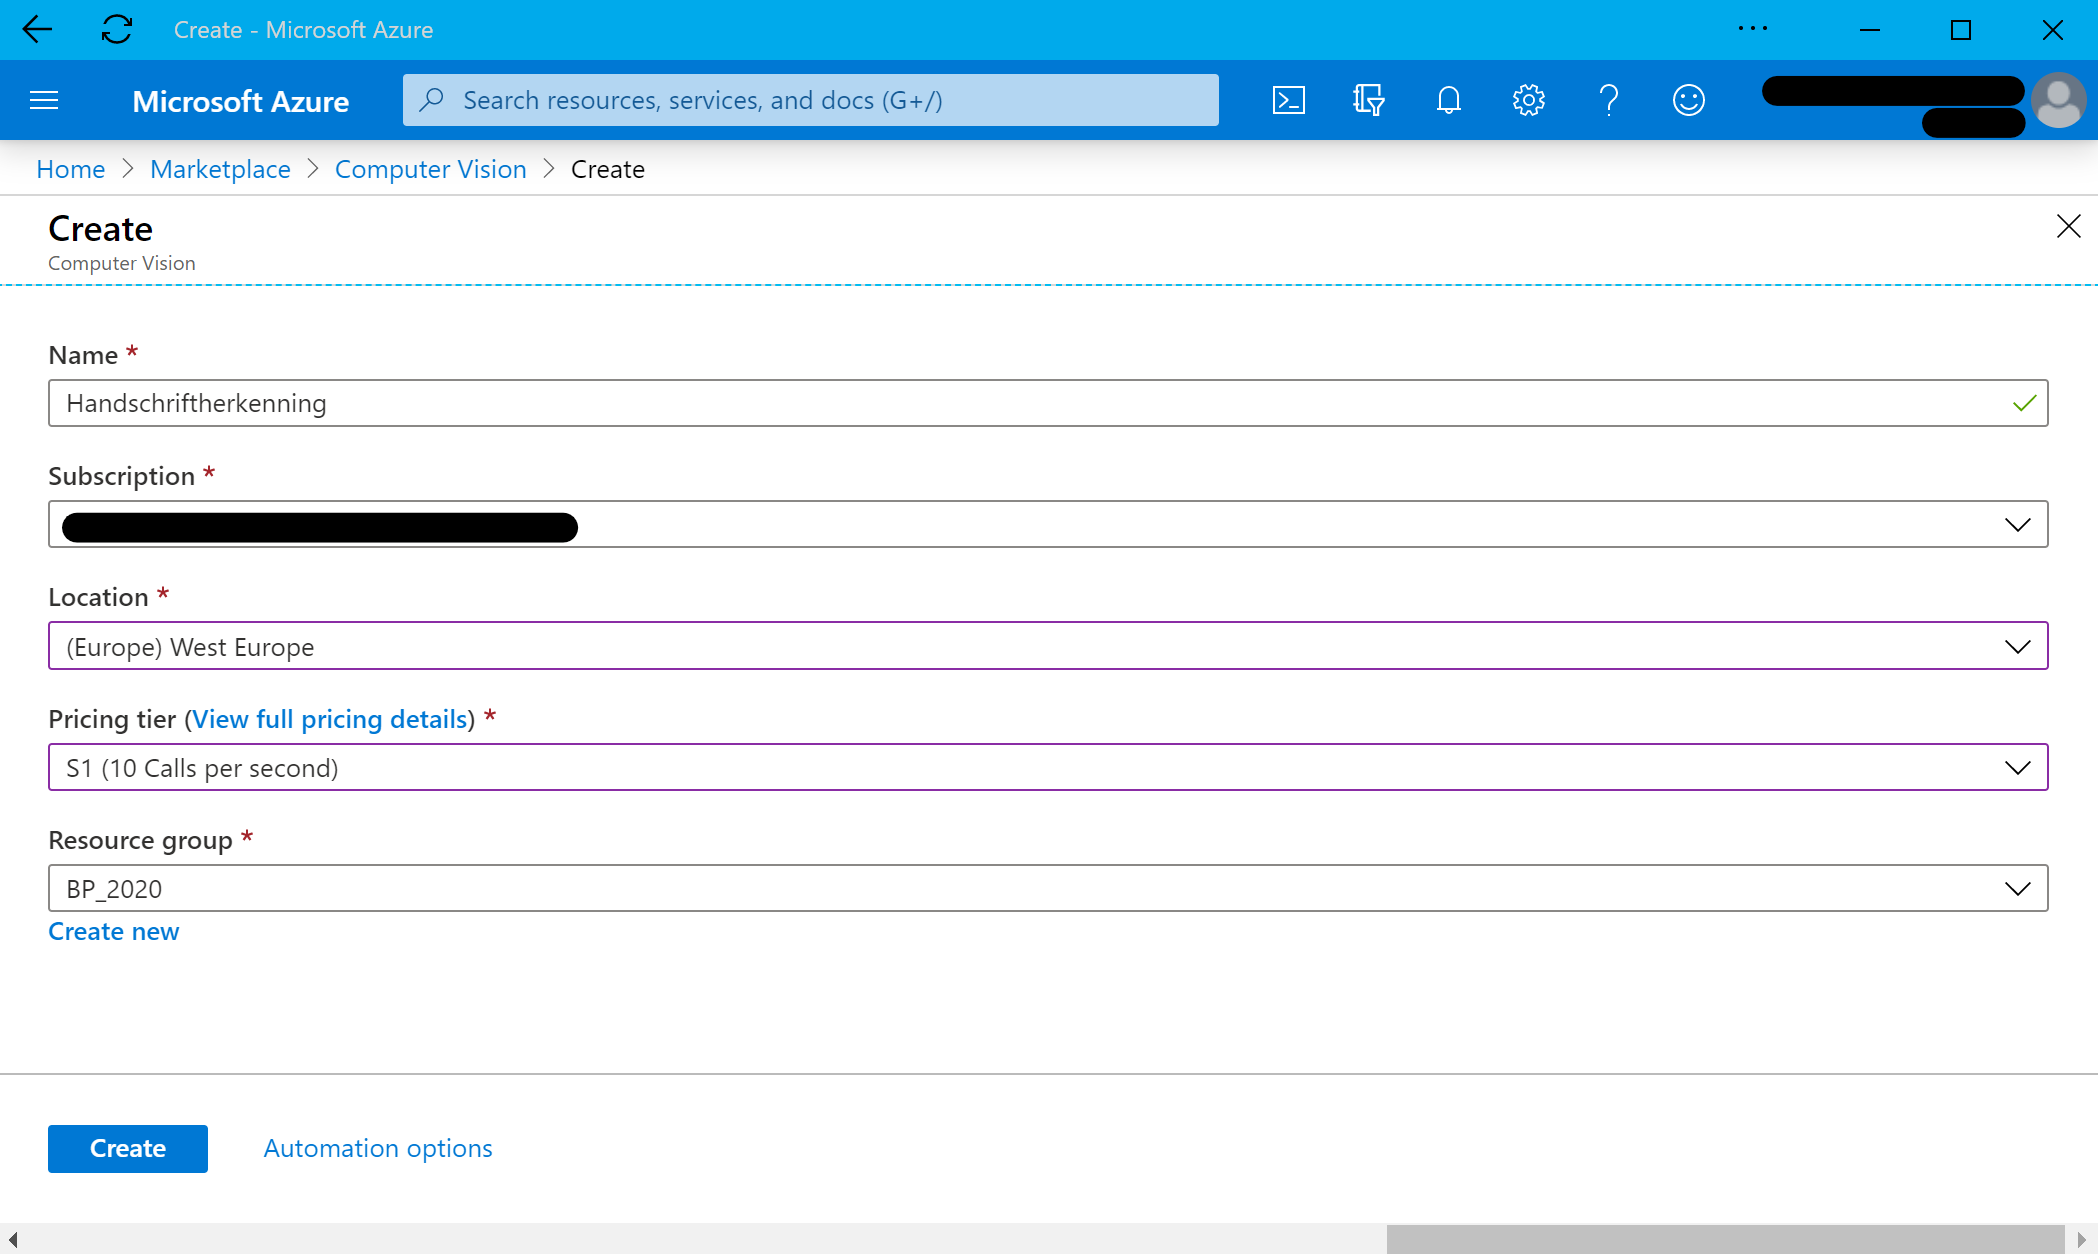 Create - Microsoft Azure
Microsoft Azure
Search resources, services, and docs (G+/)
Home > Marketplace > Computer Vision > Create
Create
Computer Vision
Name *
Handschriftherkenning
Subscription *
Location *
(Europe) West Europe
Pricing tier (View full pricing details) *
S1 (10 Calls per second)
Resource group *
BP_2020
Create new
Create
Automation options